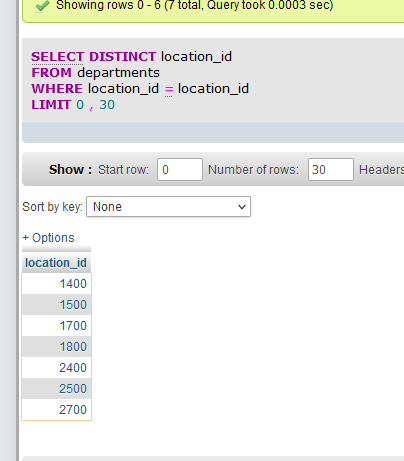 Showing rows 0 - 6 (7 total, Query took 0.0003 sec)
SELECT DISTINCT location_id
FROM departments
WHERE location_id = location_id
LIMIT 0 , 30
Show : Start row: 0 Number of rows: 30 Headers
Sort by key: None
+ Options
location_id
1400
1500
1700
1800
2400
2500
2700